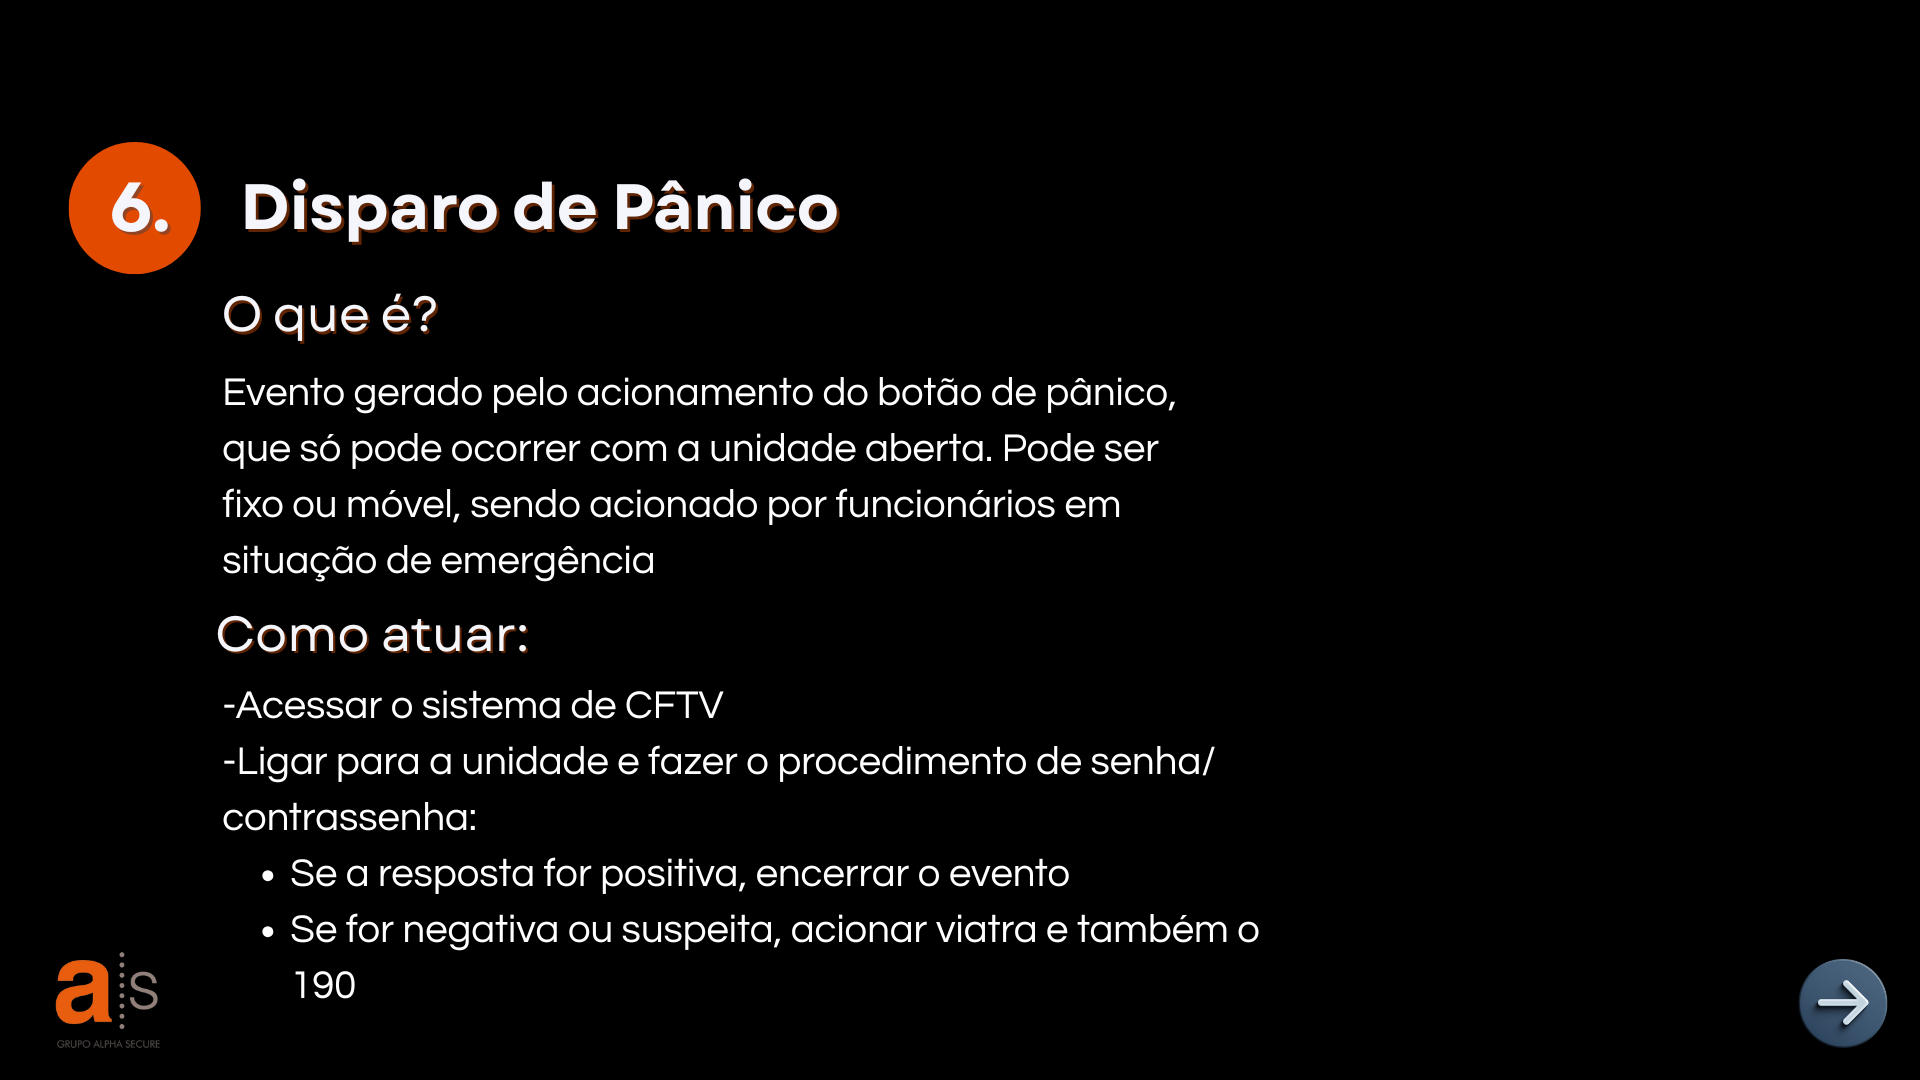 6. Disparo de Pânico
O que é?
Evento gerado pelo acionamento do botão de pânico,
que só pode ocorrer com a unidade aberta. Pode ser
fixo ou móvel, sendo acionado por funcionários em
situação de emergência
Como atuar:
-Acessar o sistema de CFTV
-Ligar para a unidade e fazer o procedimento de senha/
contrassenha:
• Se a resposta for positiva, encerrar o evento
• Se for negativa ou suspeita, acionar viatra e também o
190
a s
GRUPO ALPHA SECURE